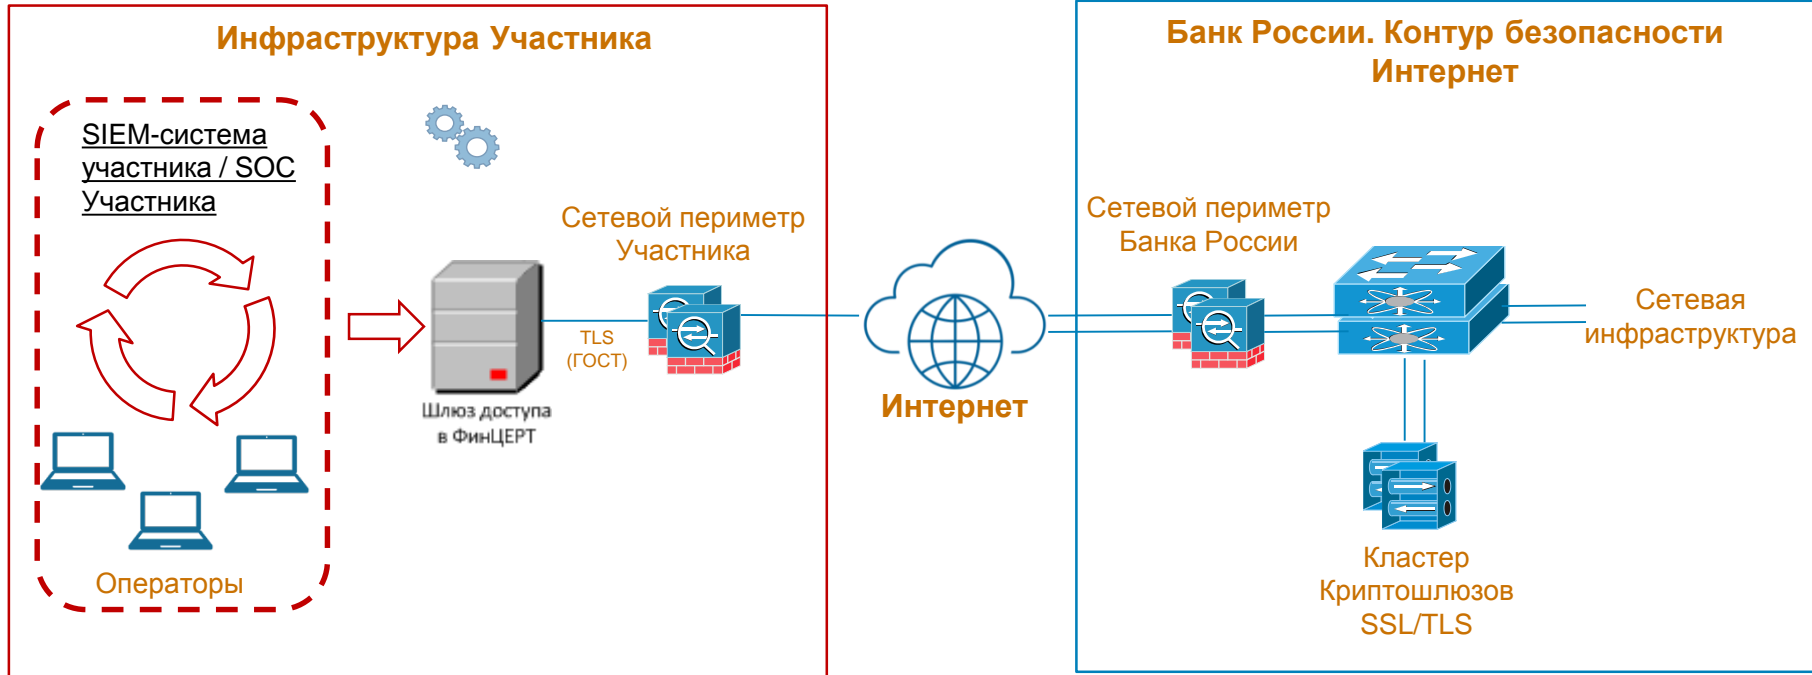 Инфраструктура Участника
SIEM-система
участника / SOC
Участника
Операторы
Шлюз доступа
в ФинЦЕРТ
TLS
(ГОСТ)
Сетевой периметр
Участника
Интернет
Банк России. Контур безопасности
Интернет
Сетевой периметр
Банка России
Сетевая
инфраструктура
Кластер
Криптошлюзов
SSL/TLS